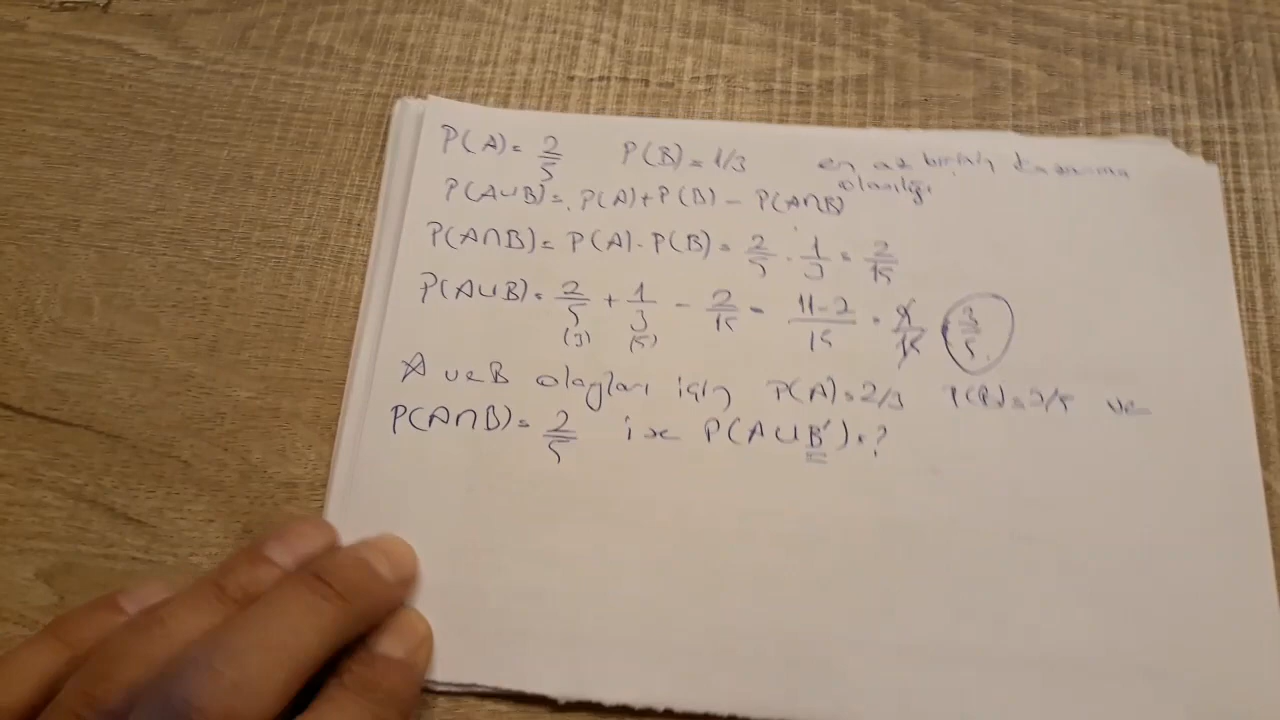 P(A) = 2/5 P(B) = 1/3 en az birinin kazanma
olasılığı
P(A∪B) = P(A) + P(B) - P(A∩B)
P(A∩B) = P(A) . P(B) = 2/5 . 1/3 = 2/15
P(A∪B) = 2/5 + 1/3 - 2/15 = 11-2/15 = 9/15 3/5
(3) (5)
A ve B olayları için P(A) = 2/3 ve
P(A∩B) = 2/5 ise P(A∪B') = ?